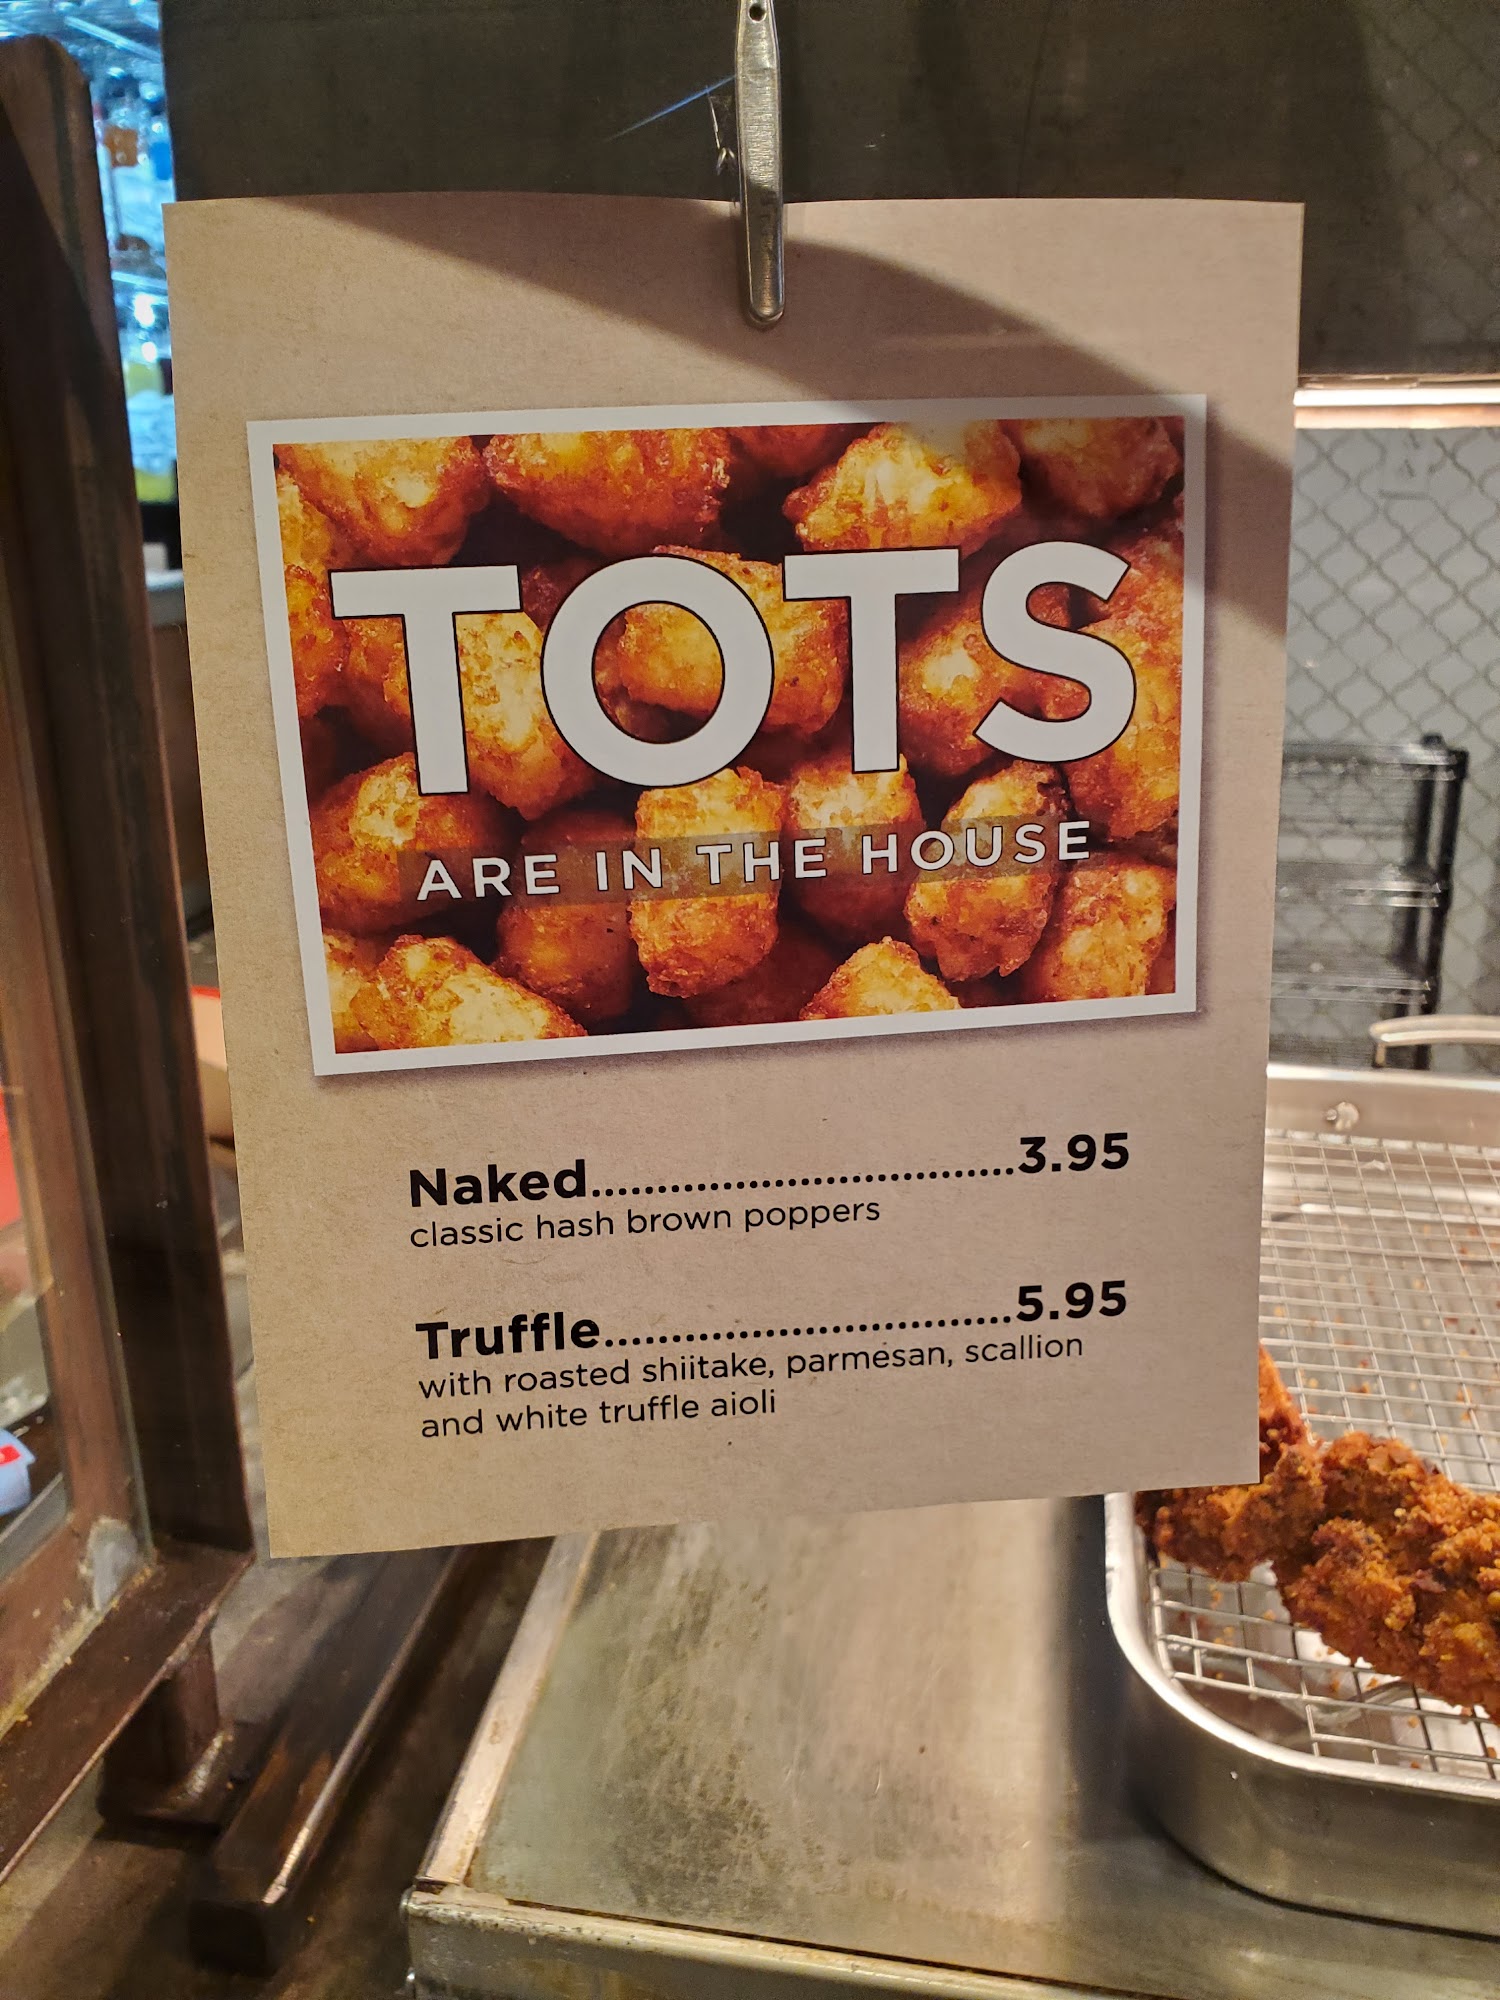 TOTS
ARE IN THE HOUSE
Naked................................3.95
classic hash brown poppers
Truffle...............................5.95
with roasted shiitake, parmesan, scallion
and white truffle aioli